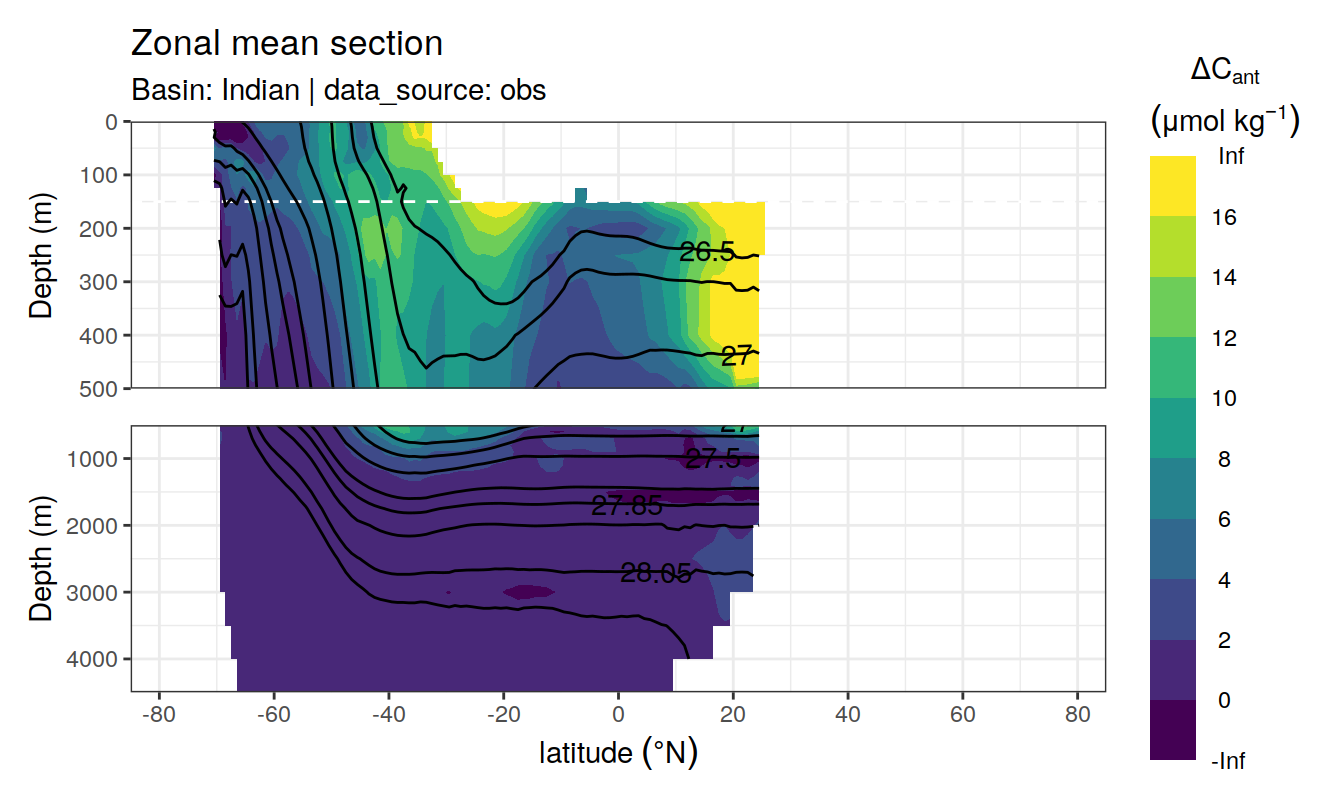 Zonal mean section
Basin: Indian | data_source: obs
ΔCant
(μmol kg⁻¹)
Inf
16
14
12
10
8
6
4
2
0
-Inf
Depth (m)
0
100
200
300
400
500
26.5
27
Depth (m)
1000
2000
3000
4000
27
27.5
27.85
28.05
-80 -60 -40 -20 0 20 40 60 80
latitude (°N)